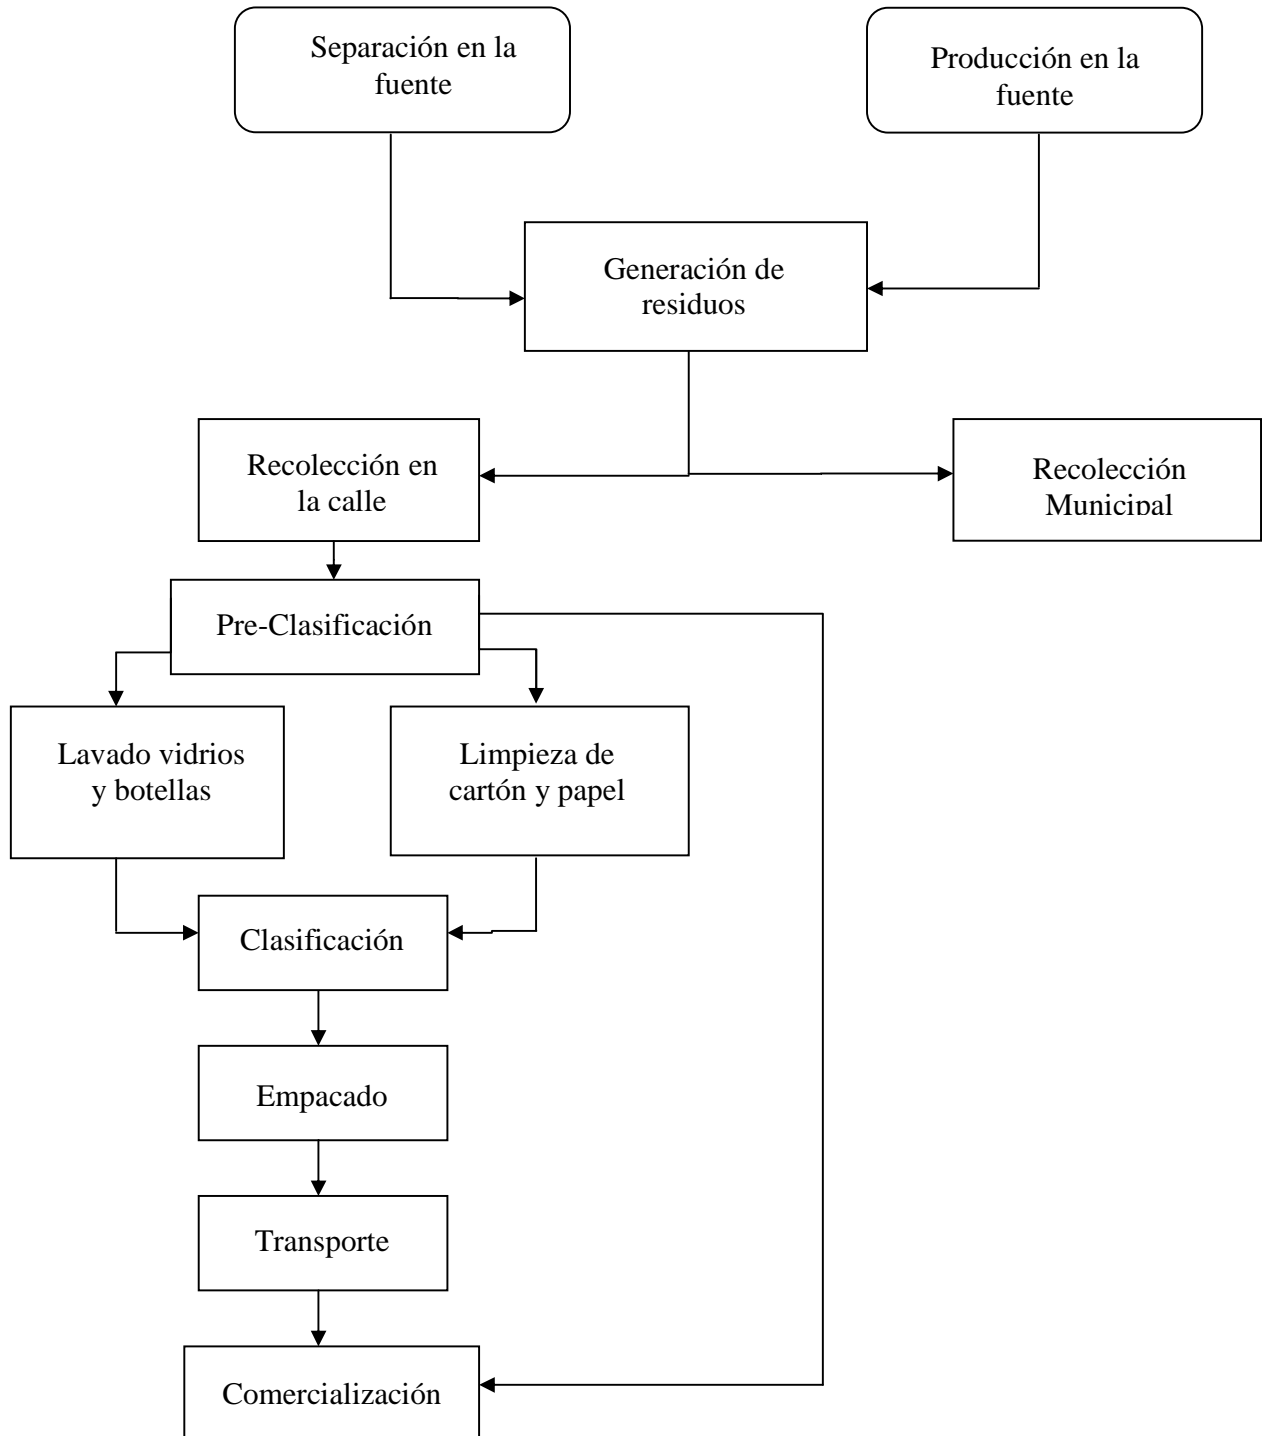 Separación en la
fuente
Producción en la
fuente
Generación de
residuos
Recolección en
la calle
Recolección
Municipal
Pre-Clasificación
Lavado vidrios
y botellas
Limpieza de
cartón y papel
Clasificación
Empacado
Transporte
Comercialización